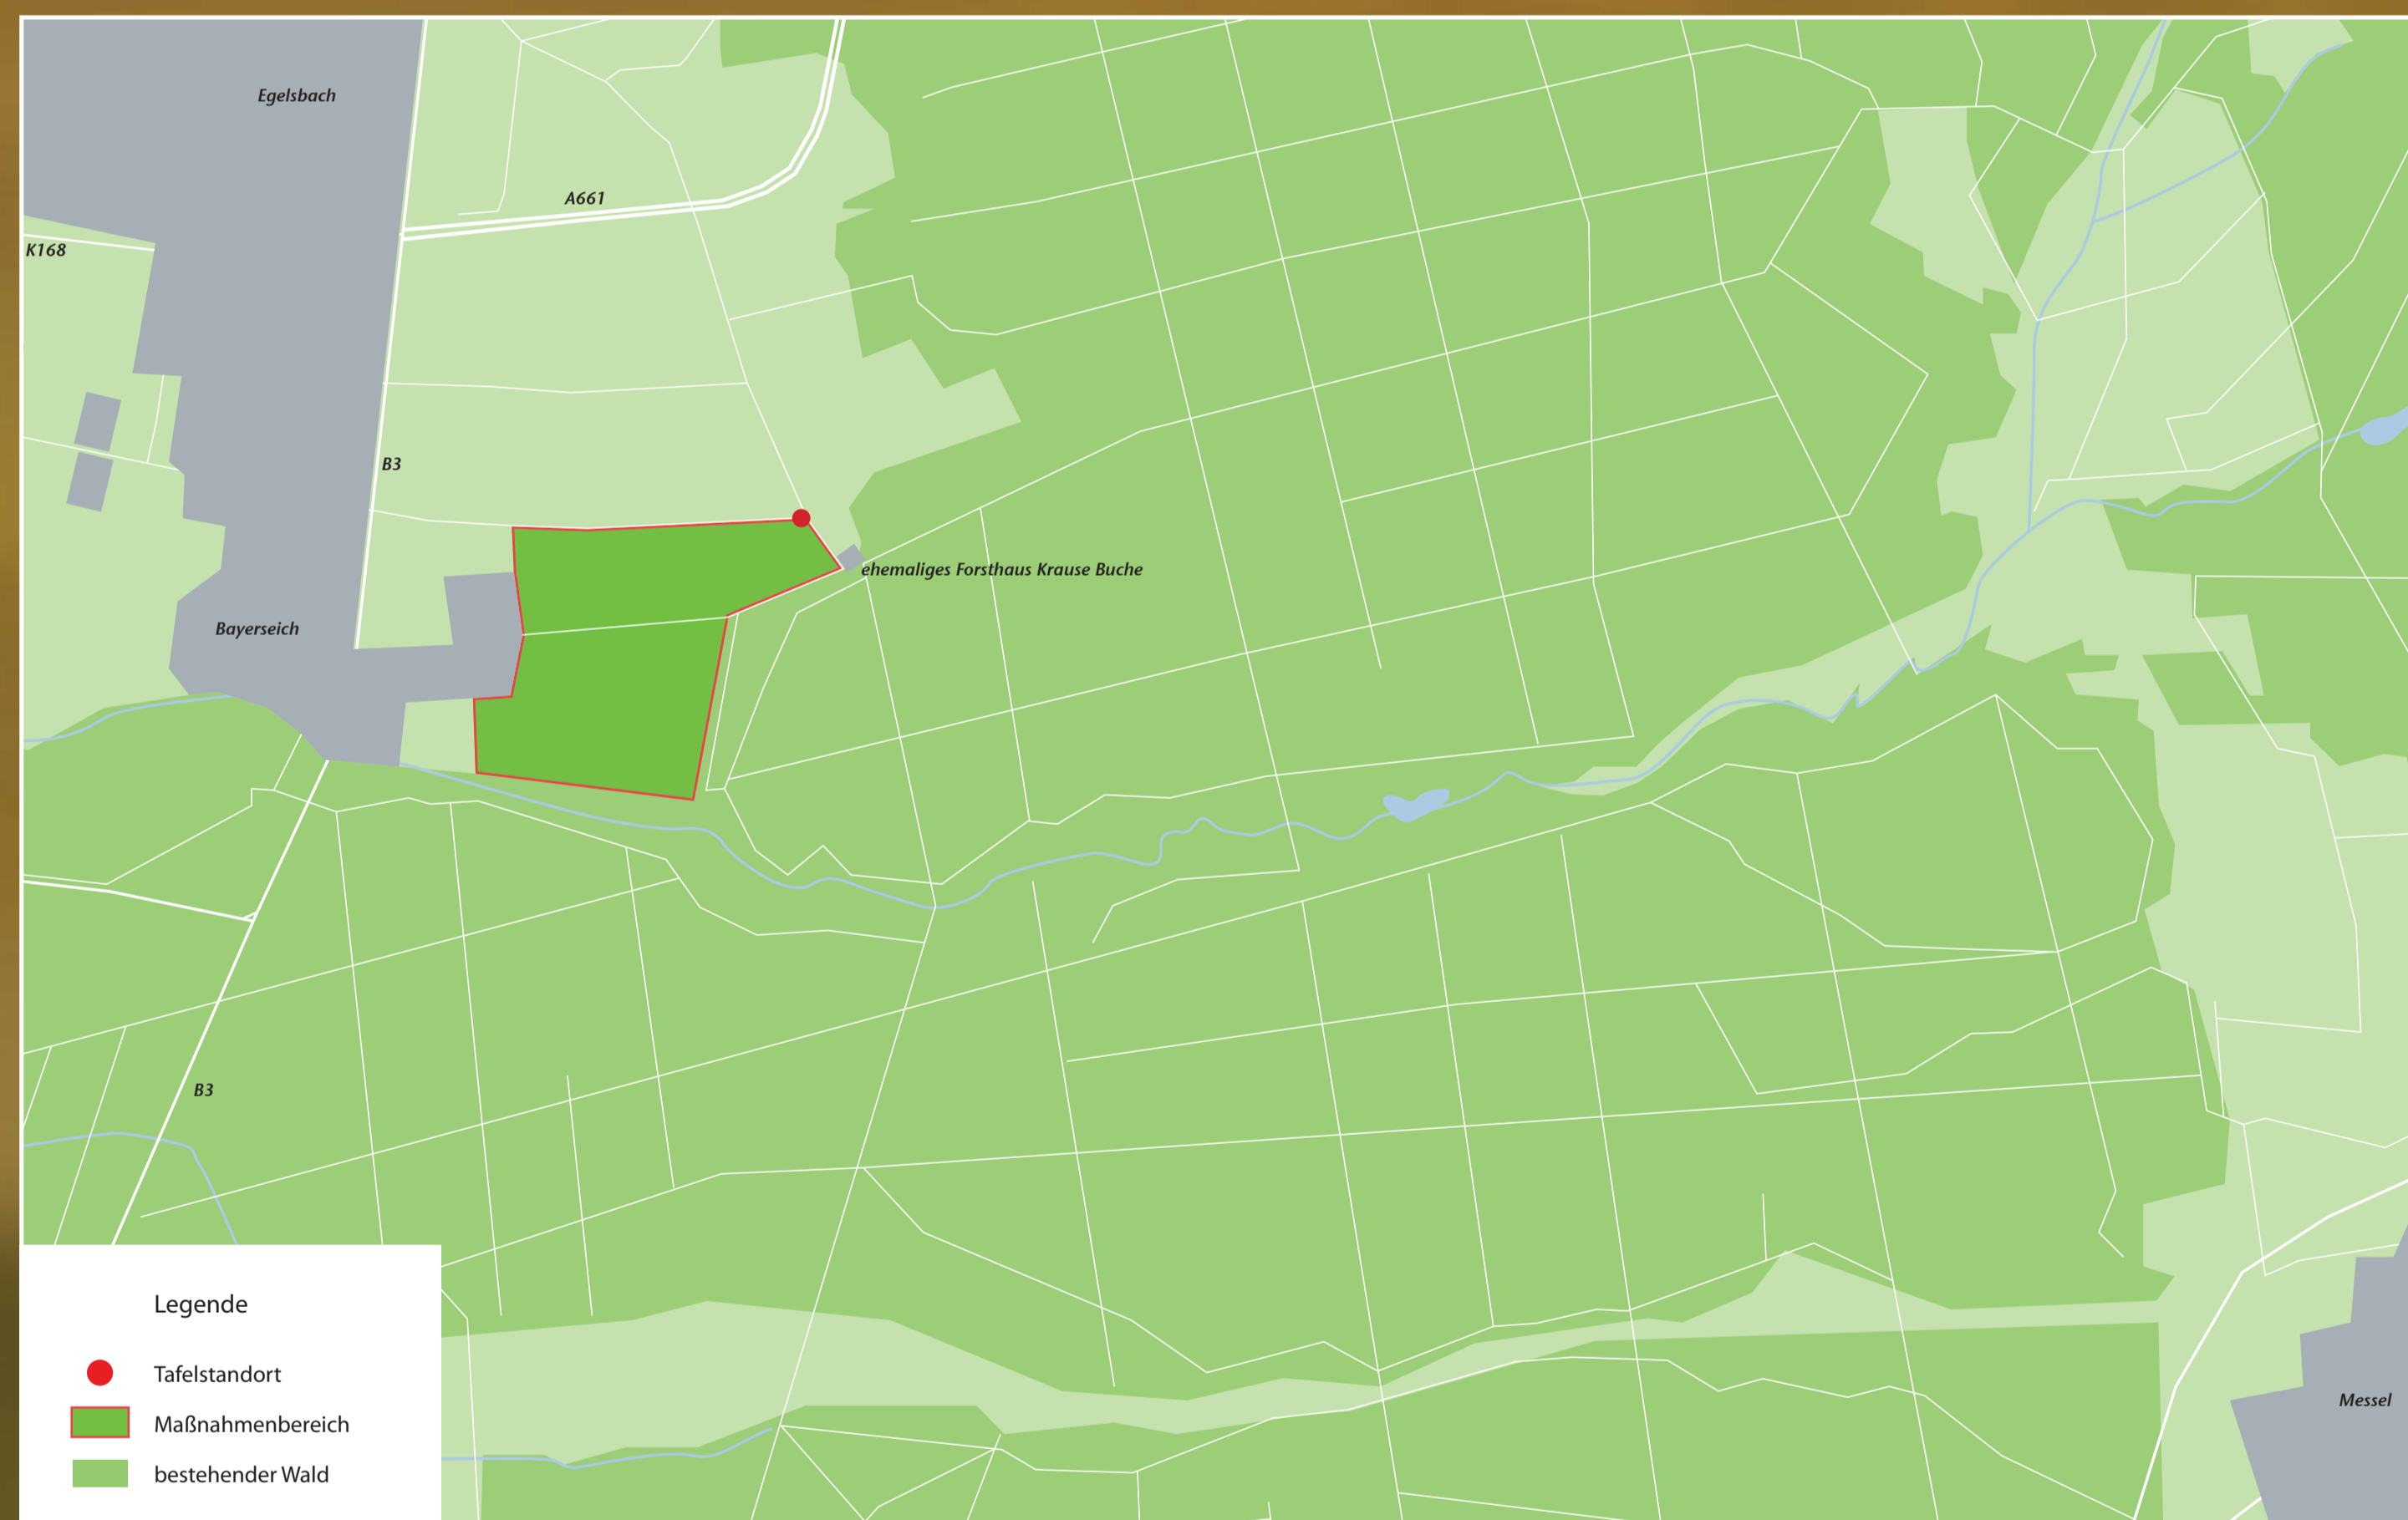 Egelsbach
A661
K168
B3
ehemaliges Forsthaus Krause Buche
Bayerseich
B3
Legende
Tafelstandort
Maßnahmenbereich
bestehender Wald
Messel